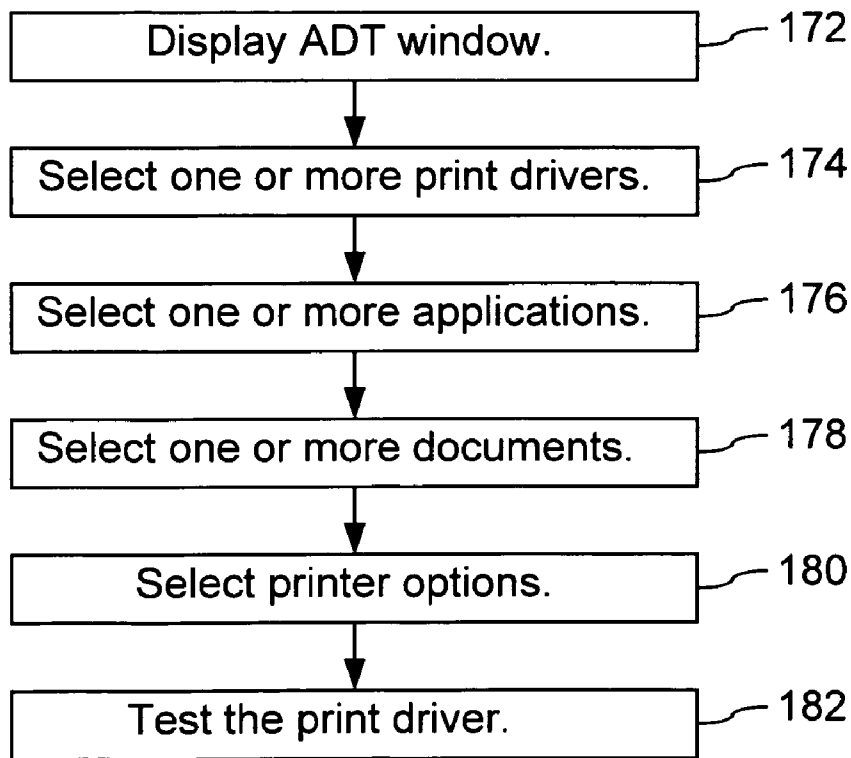 Display ADT window. 172
Select one or more print drivers. 174
Select one or more applications. 176
Select one or more documents. 178
Select printer options. 180
Test the print driver. 182